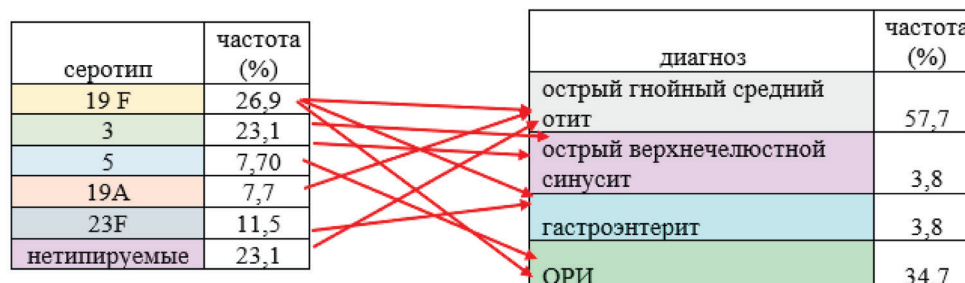 серотип частота (%)
19 F 26,9
3 23,1
5 7,70
19А 7,7
23F 11,5
нетипируемые 23,1
диагноз частота (%)
острый гнойный средний
отит 57,7
острый верхнечелюстной
синусит 3,8
гастроэнтерит 3,8
ОРИ 34,7